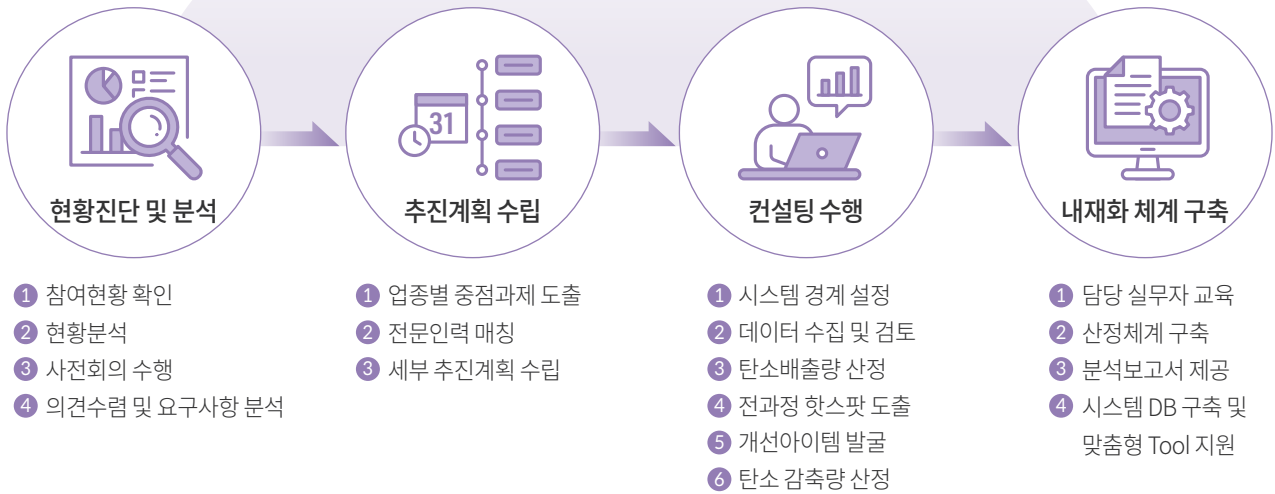 31
현황진단 및 분석
1 참여현황 확인
2 현황분석
3 사전회의 수행
4 의견수렴 및 요구사항 분석
추진계획 수립
1 업종별 중점과제 도출
2 전문인력 매칭
3 세부 추진계획 수립
컨설팅 수행
1 시스템 경계 설정
2 데이터 수집 및 검토
3 탄소배출량 산정
4 전과정 핫스팟 도출
5 개선아이템 발굴
6 탄소 감축량 산정
내재화 체계 구축
1 담당 실무자 교육
2 산정체계 구축
3 분석보고서 제공
4 시스템 DB 구축 및
맞춤형 Tool 지원